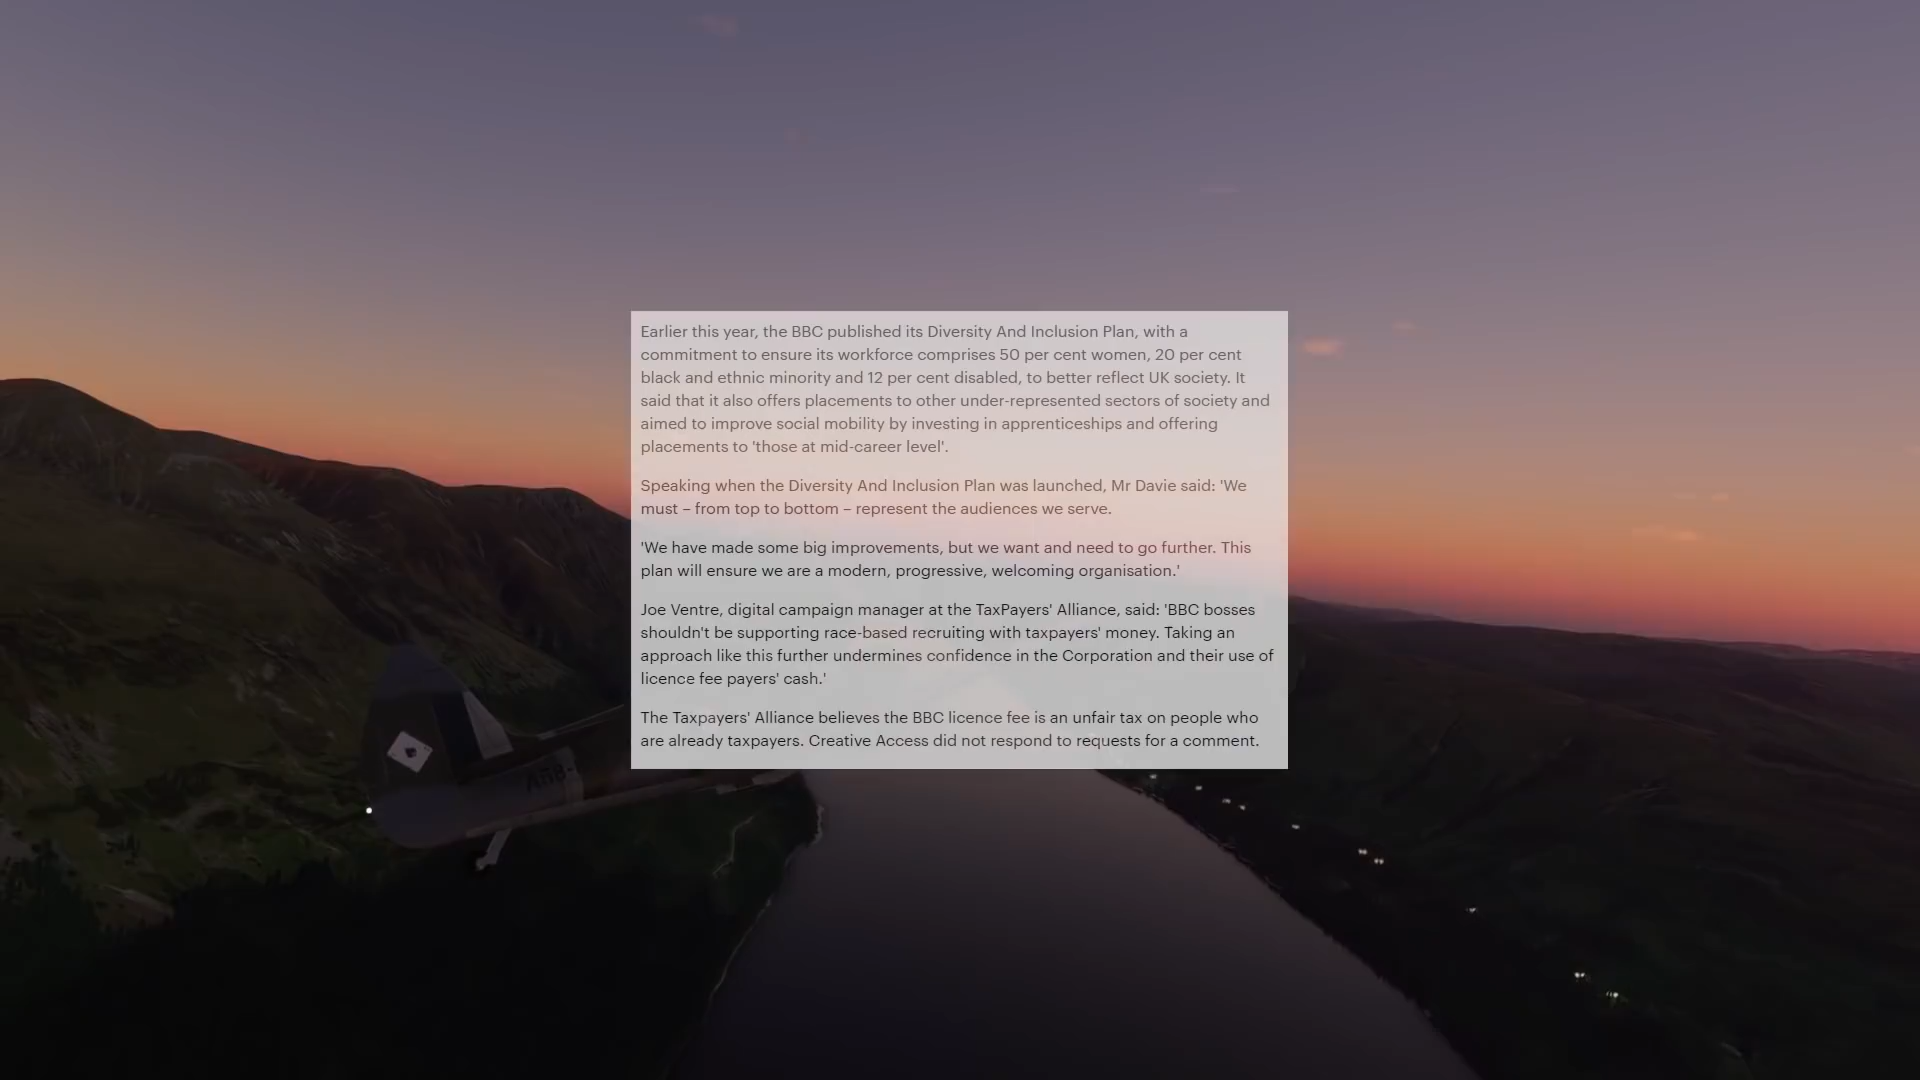 Earlier this year, the BBC published its Diversity And Inclusion Plan, with a
commitment to ensure its workforce comprises 50 per cent women, 20 per cent
black and ethnic minority and 12 per cent disabled, to better reflect UK society. It
said that it also offers placements to other under-represented sectors of society and
aimed to improve social mobility by investing in apprenticeships and offering
placements to 'those at mid-career level'.
Speaking when the Diversity And Inclusion Plan was launched, Mr Davie said: 'We
must – from top to bottom – represent the audiences we serve.
'We have made some big improvements, but we want and need to go further. This
plan will ensure we are a modern, progressive, welcoming organisation.'
Joe Ventre, digital campaign manager at the TaxPayers' Alliance, said: 'BBC bosses
shouldn't be supporting race-based recruiting with taxpayers' money. Taking an
approach like this further undermines confidence in the Corporation and their use of
licence fee payers' cash.'
The Taxpayers' Alliance believes the BBC licence fee is an unfair tax on people who
are already taxpayers. Creative Access did not respond to requests for a comment.